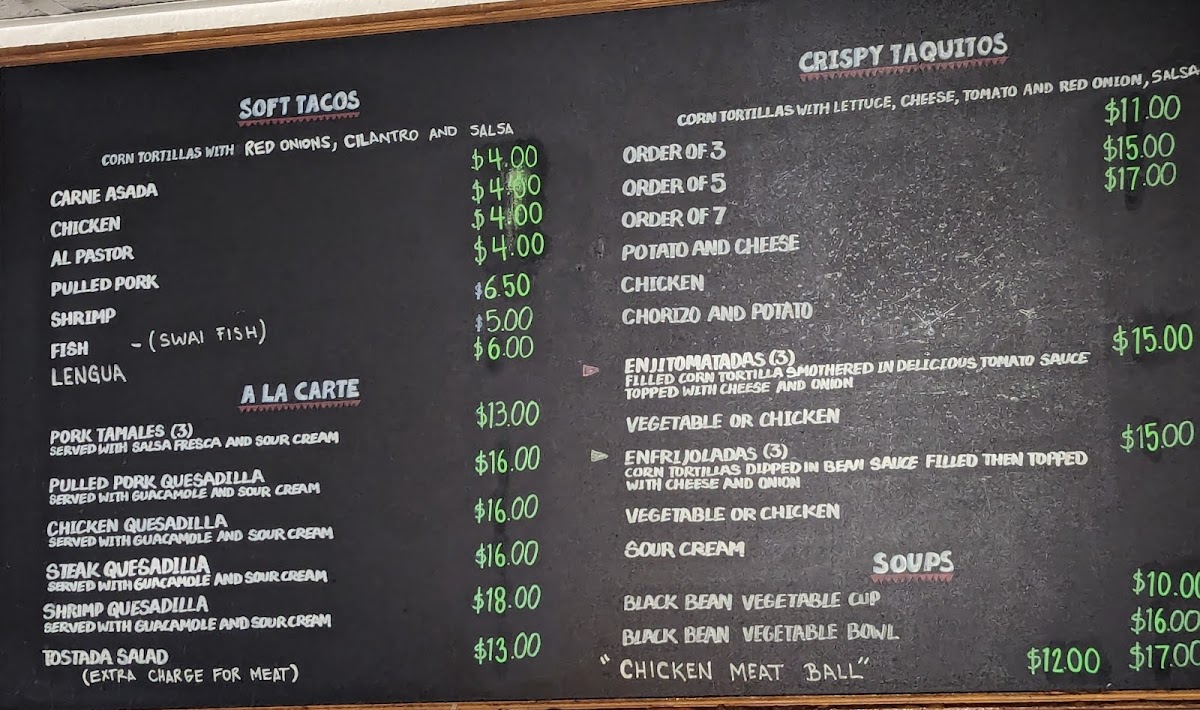 SOFT TACOS
CORN TORTILLAS WITH RED ONIONS, CILANTRO AND SALSA
CARNE ASADA $4.00
CHICKEN $4.00
AL PASTOR $4.00
PULLED PORK $4.00
SHRIMP $6.50
FISH - (SWAI FISH) $5.00
LENGUA $6.00
A LA CARTE
PORK TAMALES (3) $13.00
SERVED WITH SALSA FRESCA AND SOUR CREAM
PULLED PORK QUESADILLA $16.00
SERVED WITH GUACAMOLE AND SOUR CREAM
CHICKEN QUESADILLA $16.00
SERVED WITH GUACAMOLE AND SOUR CREAM
STEAK QUESADILLA $16.00
SERVED WITH GUACAMOLE AND SOUR CREAM
SHRIMP QUESADILLA $18.00
SERVED WITH GUACAMOLE AND SOUR CREAM
TOSTADA SALAD $13.00
(EXTRA CHARGE FOR MEAT)
CRISPY TAQUITOS
CORN TORTILLAS WITH LETTUCE, CHEESE, TOMATO AND RED ONION, SALSA
ORDER OF 3 $11.00
ORDER OF 5 $15.00
ORDER OF 7 $17.00
POTATO AND CHEESE
CHICKEN
CHORIZO AND POTATO
ENJITOMATADAS (3) $15.00
FILLED CORN TORTILLA SMOTHERED IN DELICIOUS TOMATO SAUCE
TOPPED WITH CHEESE AND ONION
VEGETABLE OR CHICKEN
ENFRIJOLADAS (3) $15.00
CORN TORTILLAS DIPPED IN BEAN SAUCE FILLED THEN TOPPED
WITH CHEESE AND ONION
VEGETABLE OR CHICKEN
SOUR CREAM
SOUPS
BLACK BEAN VEGETABLE CUP $10.00
BLACK BEAN VEGETABLE BOWL $16.00
"CHICKEN MEAT BALL" $12.00 $17.00